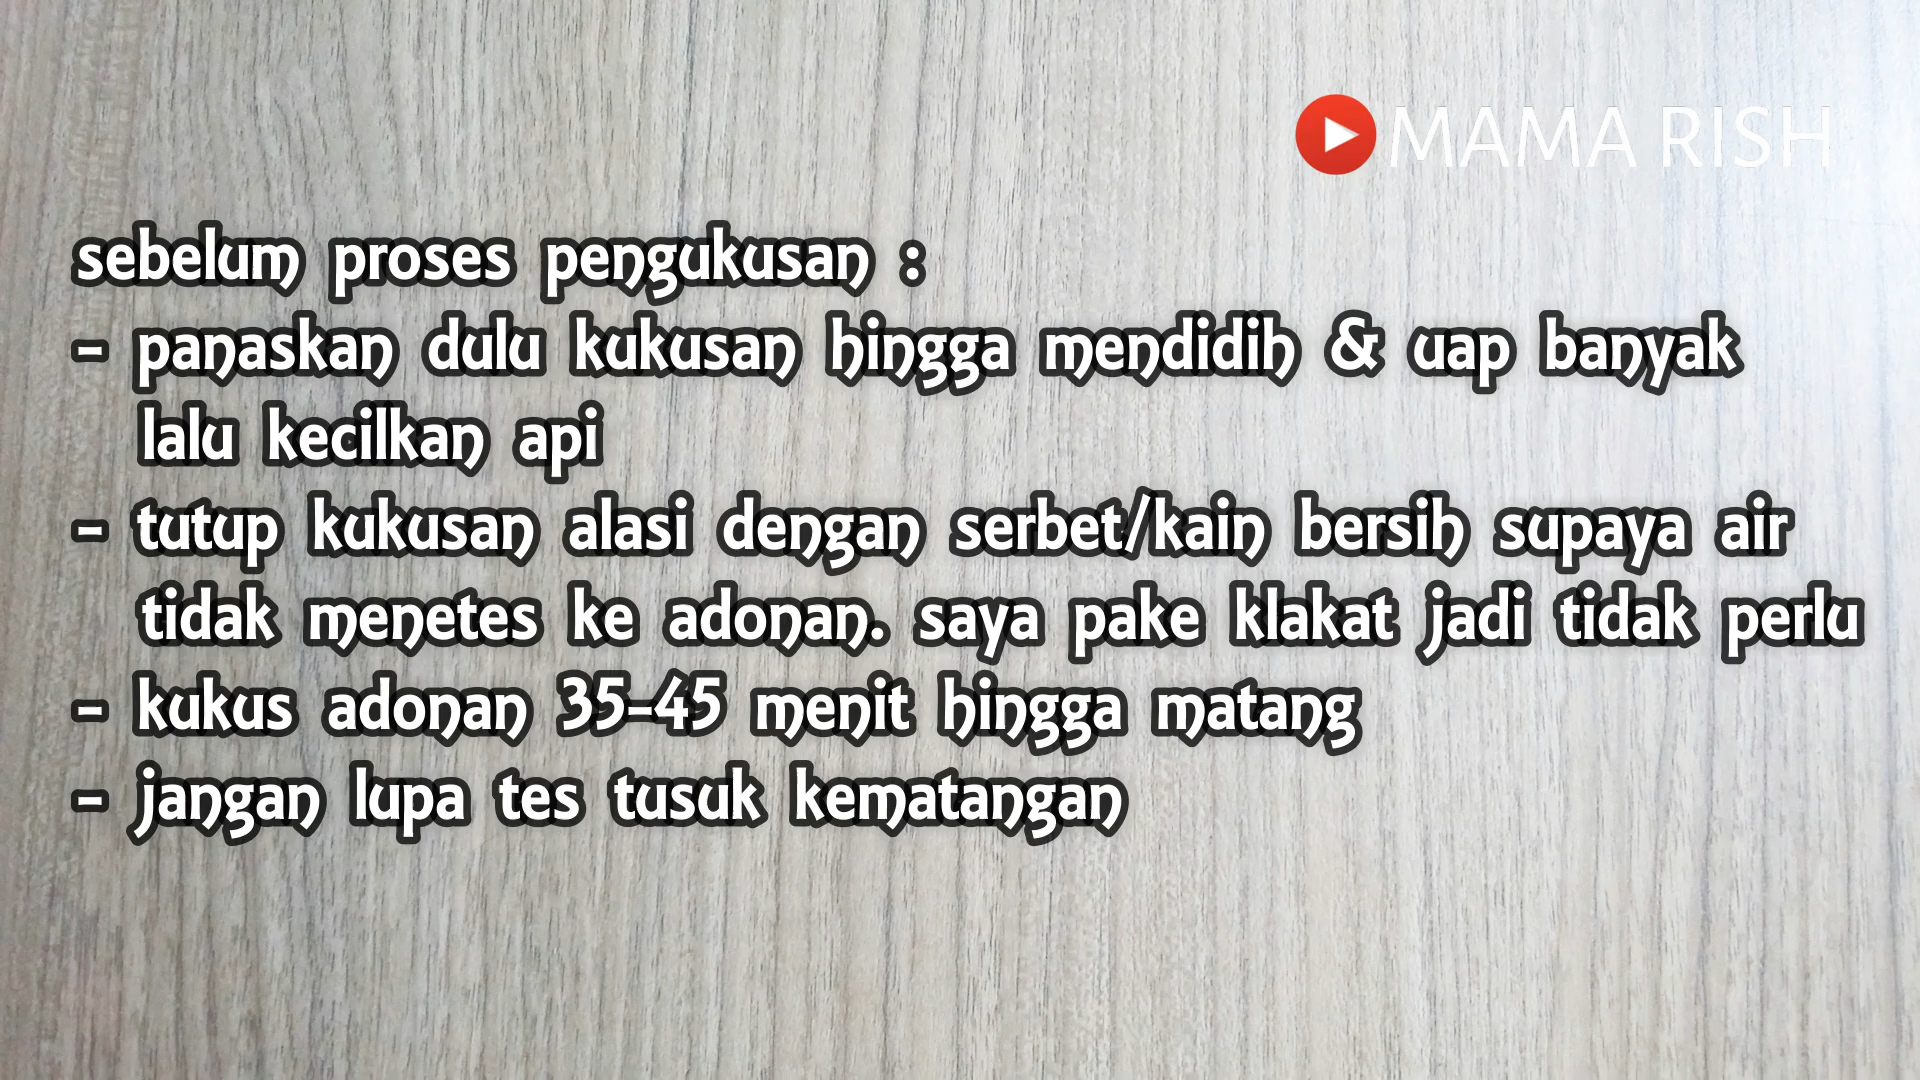 MAMA RISH
sebelum proses pengukusan :
- panaskan dulu kukusan hingga mendidih & uap banyak
lalu kecilkan api
- tutup kukusan alasi dengan serbet/kain bersih supaya air
tidak menetes ke adonan. saya pake klakat jadi tidak perlu
- kukus adonan 35-45 menit hingga matang
- jangan lupa tes tusuk kematangan